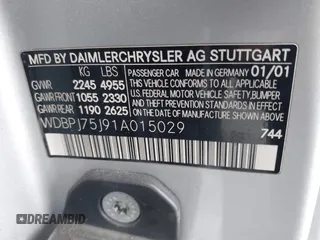 MFD BY DAIMLERCHRYSLER AG STUTTGART
KG LBS PASSENGER CAR MADE IN GERMANY 01/01
GVWR 2245 4955 THIS VEHICLE CONFORMS TO ALL APPLICABLE
GAWR FRONT 1055 2330 U.S. FEDERAL MOTOR VEHICLE SAFETY, BUMPER,
GAWR REAR 1190 2625 AND THEFT PREVENTION STANDARDS IN EFFECT
ON THE DATE OF MANUFACTURE SHOWN ABOVE.
WDBPJ75J91A015029
744
DREAMBID